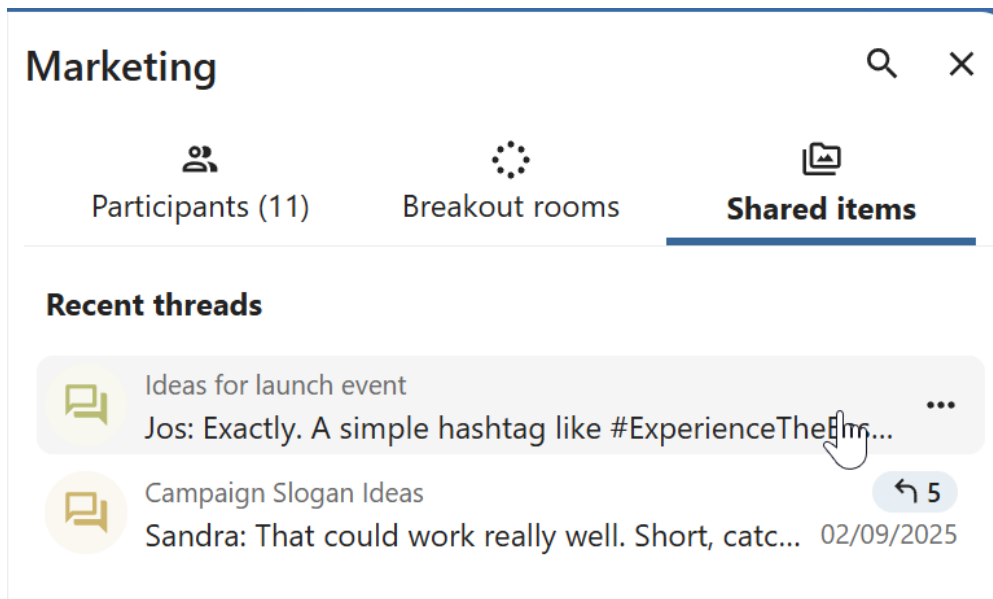 Marketing
Participants (11)
Breakout rooms
Shared items
Recent threads
Ideas for launch event
Jos: Exactly. A simple hashtag like
Campaign Slogan Ideas
5
Sandra: That could work really well. Short, catc...
02/09/2025